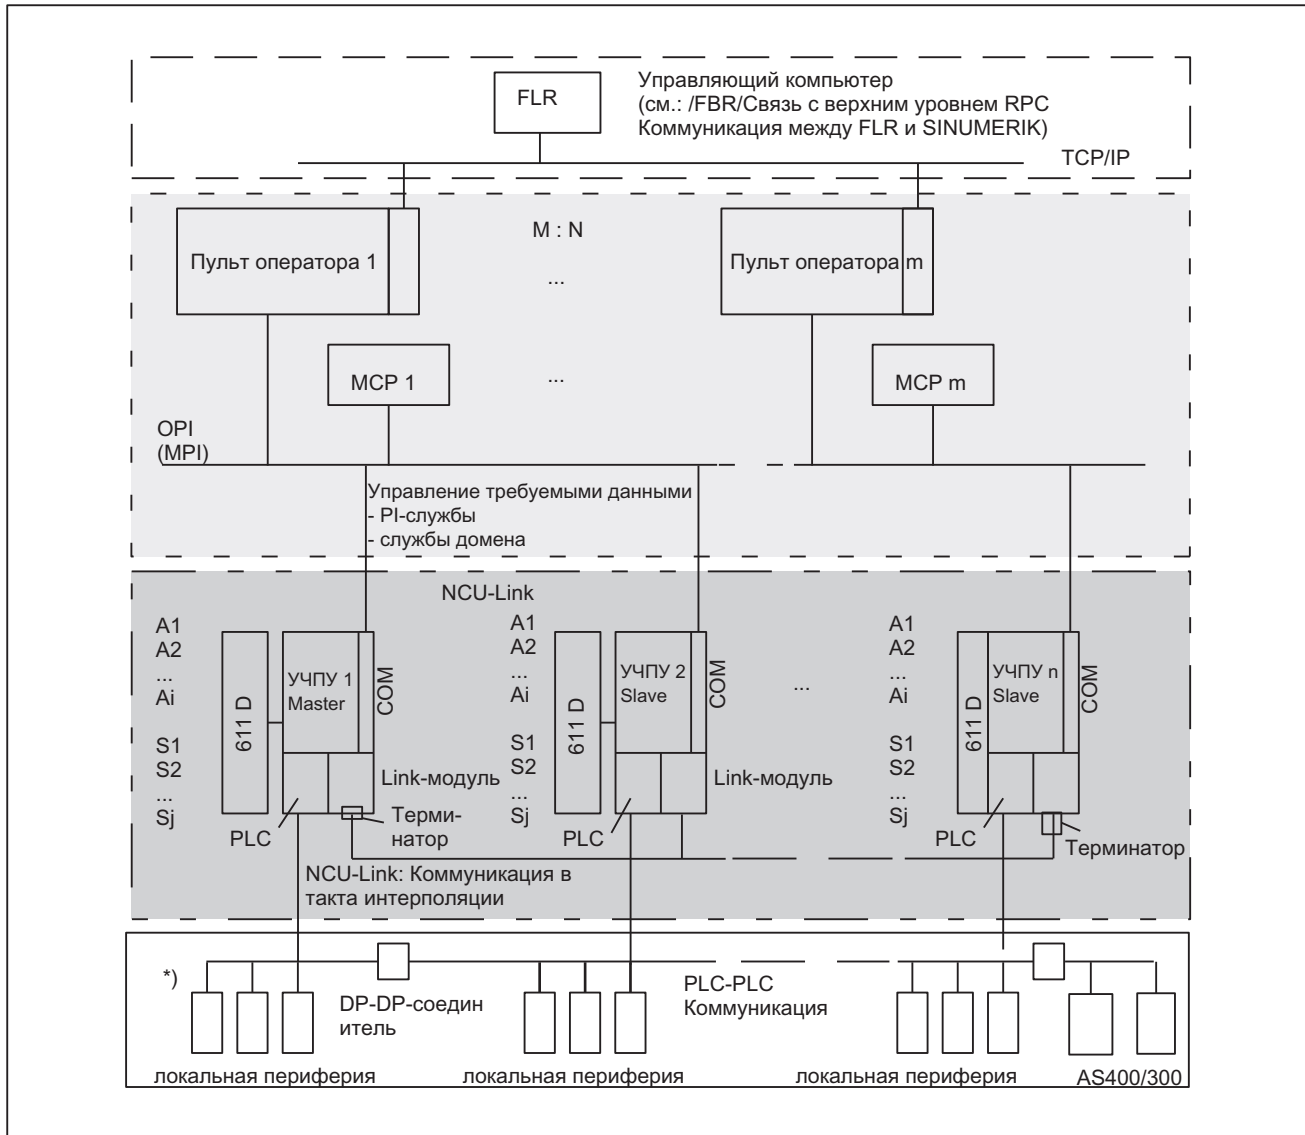 FLR
Управляющий компьютер
(см.: /FBR/Связь с верхним уровнем RPC
Коммуникация между FLR и SINUMERIK)
TCP/IP
Пульт оператора 1
M : N
...
Пульт оператора m
MCP 1
...
MCP m
OPI
(MPI)
Управление требуемыми данными
- PI-службы
- службы домена
NCU-Link
A1
A2
...
Ai
S1
S2
...
Sj
611 D
УЧПУ 1
Master
COM
Link-модуль
PLC
Терми-
натор
A1
A2
...
Ai
S1
S2
...
Sj
611 D
УЧПУ 2
Slave
COM
Link-модуль
PLC
...
A1
A2
...
Ai
S1
S2
...
Sj
611 D
УЧПУ n
Slave
COM
PLC
Терминатор
NCU-Link: Коммуникация в
такта интерполяции
*)
DP-DP-соедин
итель
PLC-PLC
Коммуникация
локальная периферия
локальная периферия
локальная периферия
AS400/300